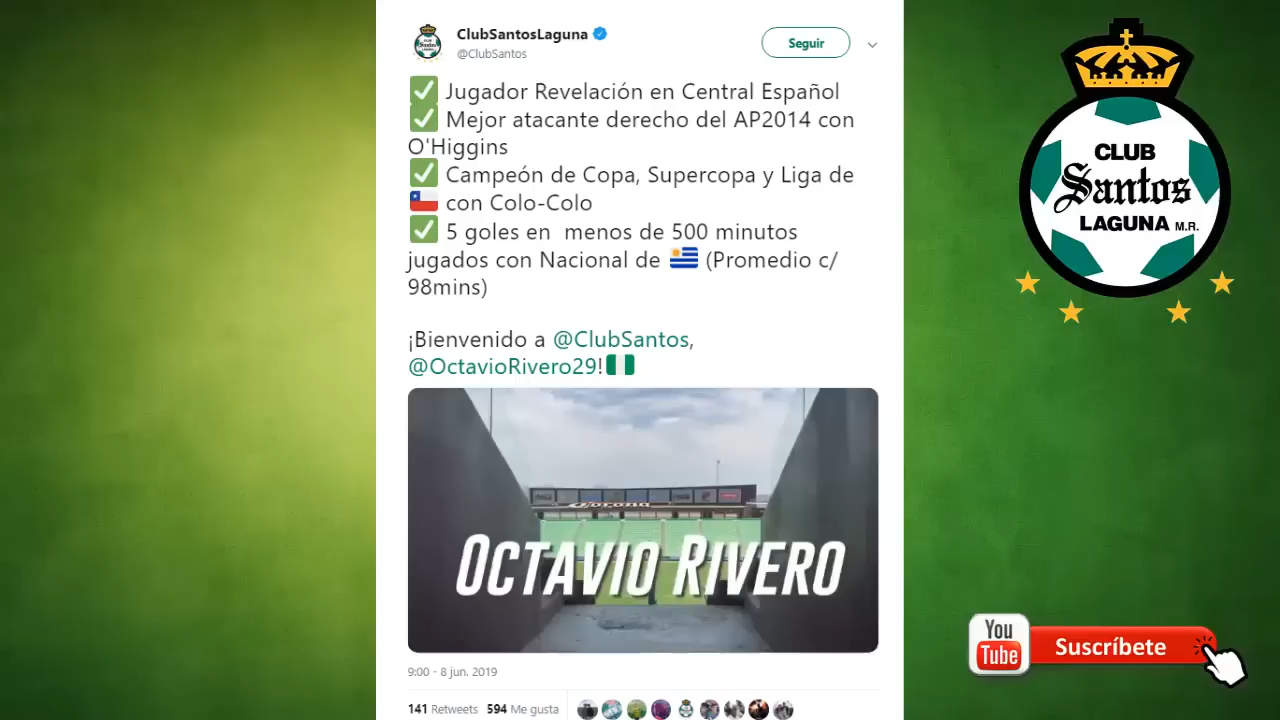 ClubSantosLaguna
@ClubSantos
Seguir
✅ Jugador Revelación en Central Español
✅ Mejor atacante derecho del AP2014 con
O'Higgins
✅ Campeón de Copa, Supercopa y Liga de
🇨🇱 con Colo-Colo
✅ 5 goles en  menos de 500 minutos
jugados con Nacional de 🇺🇾 (Promedio c/
98mins)
¡Bienvenido a @ClubSantos,
@OctavioRivero29!🇳🇬
Corona
OCTAVIO RIVERO
9:00 - 8 jun. 2019
141 Retweets 594 Me gusta
CLUB
Santos
LAGUNA M.R.
You
Tube
Suscríbete